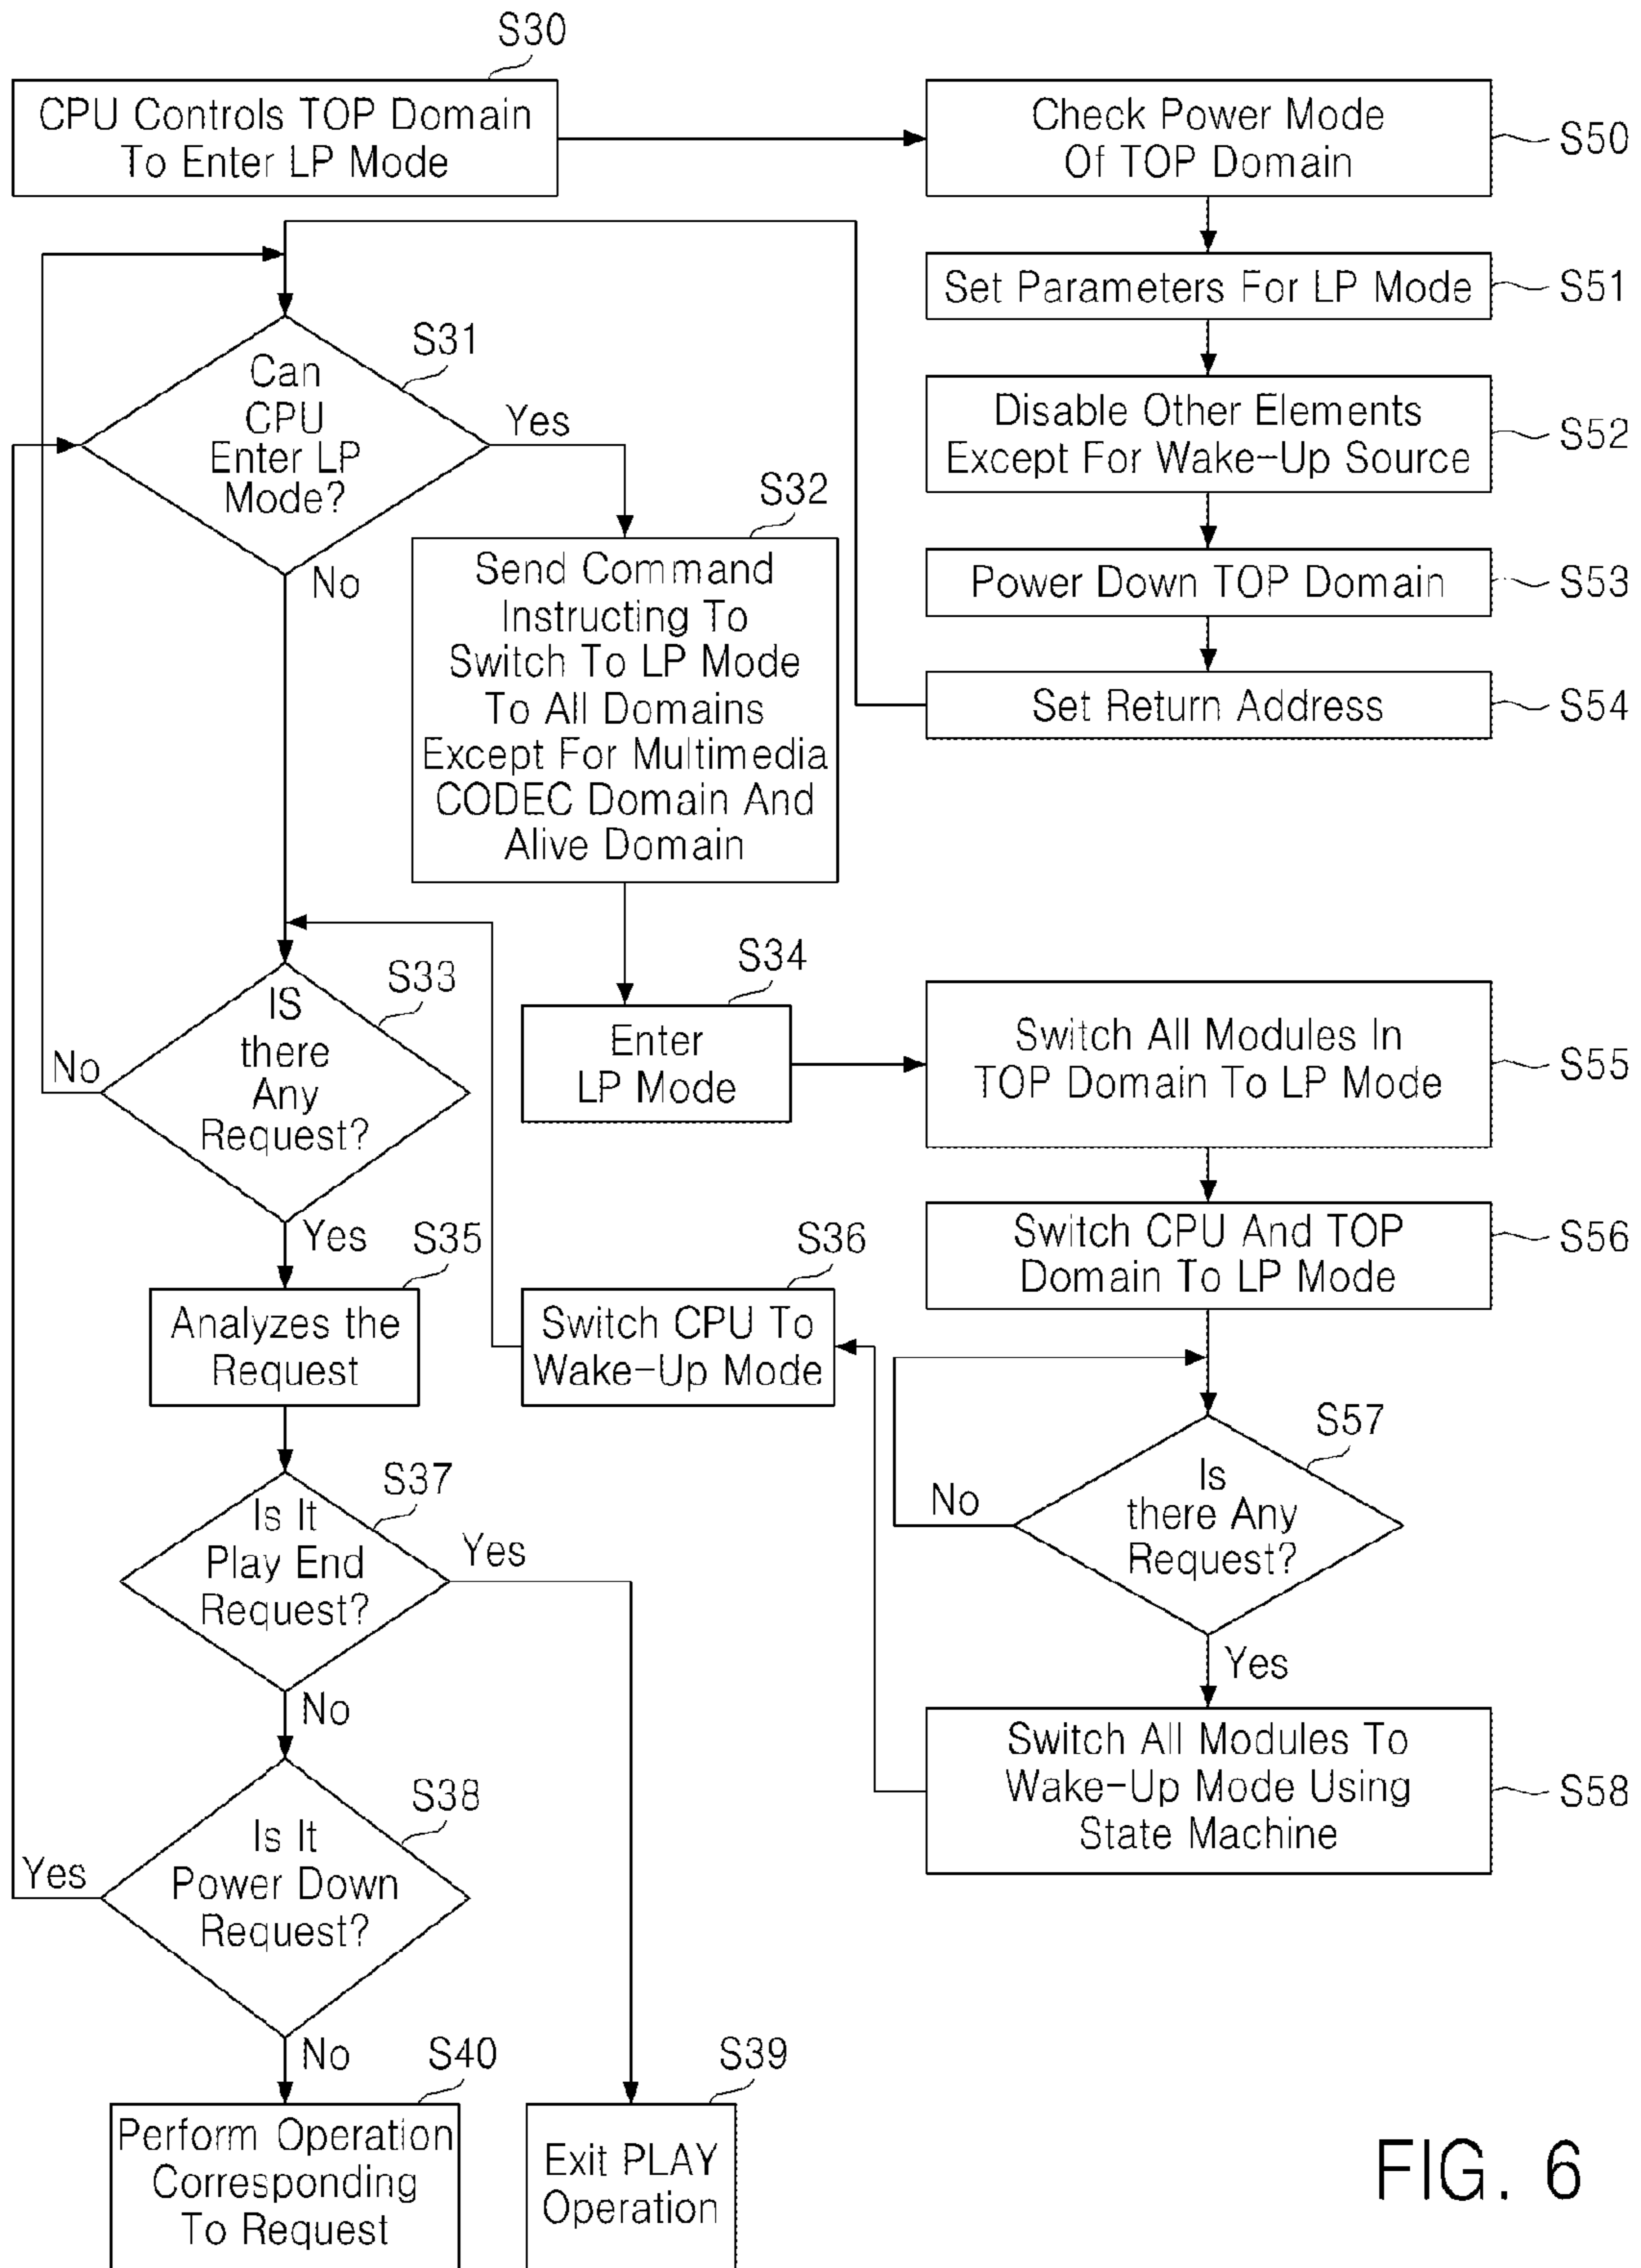 S30
CPU Controls TOP Domain
To Enter LP Mode
Check Power Mode
Of TOP Domain
S50
Set Parameters For LP Mode
S51
S31
Can
CPU
Enter LP
Mode?
Yes
No
Disable Other Elements
Except For Wake-Up Source
S52
S32
Send Command
Instructing To
Switch To LP Mode
To All Domains
Except For Multimedia
CODEC Domain And
Alive Domain
Power Down TOP Domain
S53
Set Return Address
S54
S33
IS
there
Any
Request?
No
Yes
S34
Enter
LP Mode
Switch All Modules In
TOP Domain To LP Mode
S55
Switch CPU And TOP
Domain To LP Mode
S56
S35
Analyzes the
Request
S36
Switch CPU To
Wake-Up Mode
S57
Is
there Any
Request?
No
Yes
S37
Is It
Play End
Request?
Yes
No
Switch All Modules To
Wake-Up Mode Using
State Machine
S58
S38
Is It
Power Down
Request?
Yes
No
S40
Perform Operation
Corresponding
To Request
S39
Exit PLAY
Operation
FIG. 6